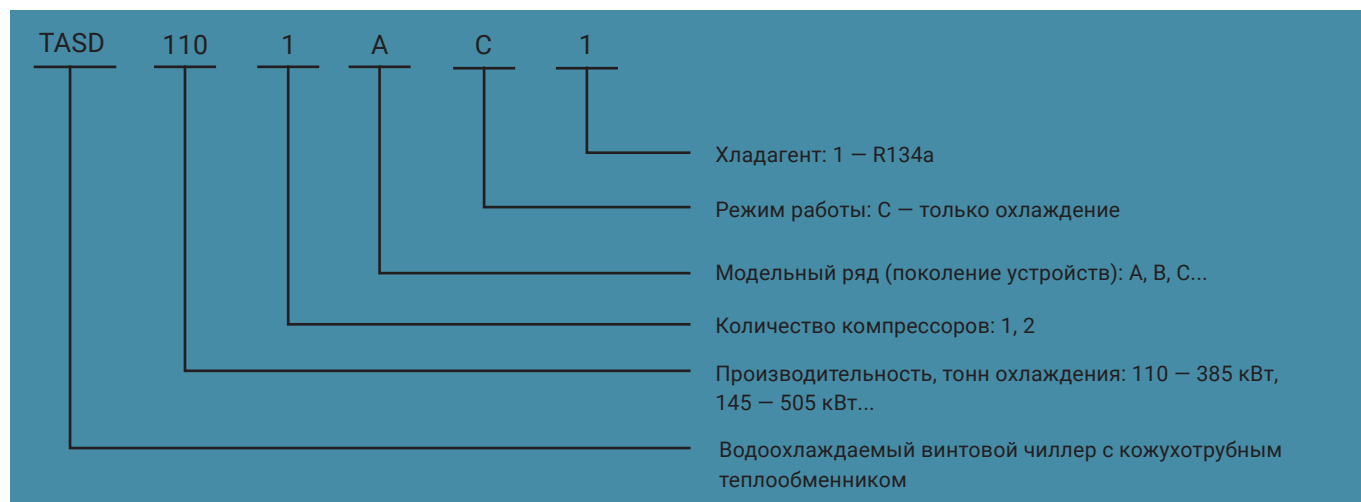 TASD 110 1 A C 1
Хладагент: 1 — R134a
Режим работы: C — только охлаждение
Модельный ряд (поколение устройств): A, B, C...
Количество компрессоров: 1, 2
Производительность, тонн охлаждения: 110 — 385 кВт,
145 — 505 кВт...
Водоохлаждаемый винтовой чиллер с кожухотрубным
теплообменником